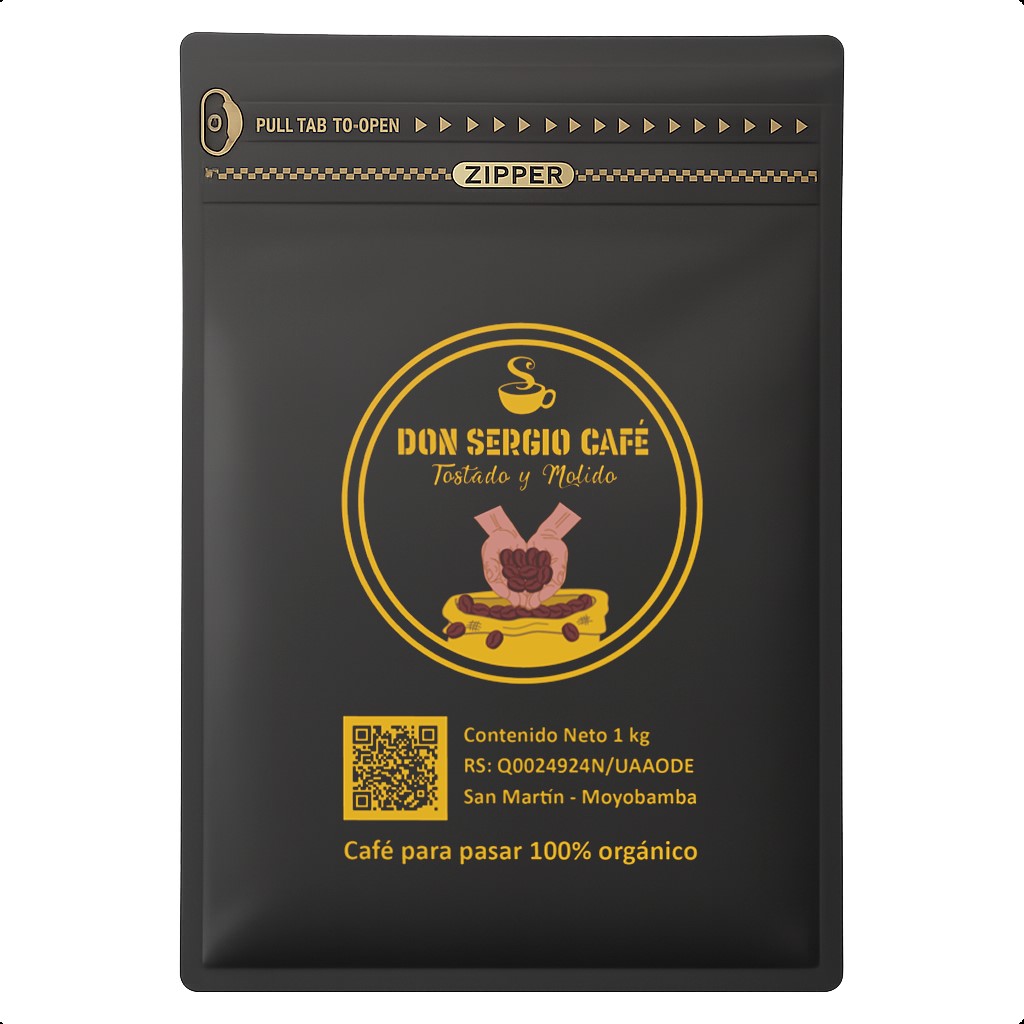 PULL TAB TO-OPEN
ZIPPER
DON SERGIO CAFÉ
Tostado y Molido
Contenido Neto 1 kg
RS: Q0024924N/UAAODE
San Martín - Moyobamba
Café para pasar 100% orgánico